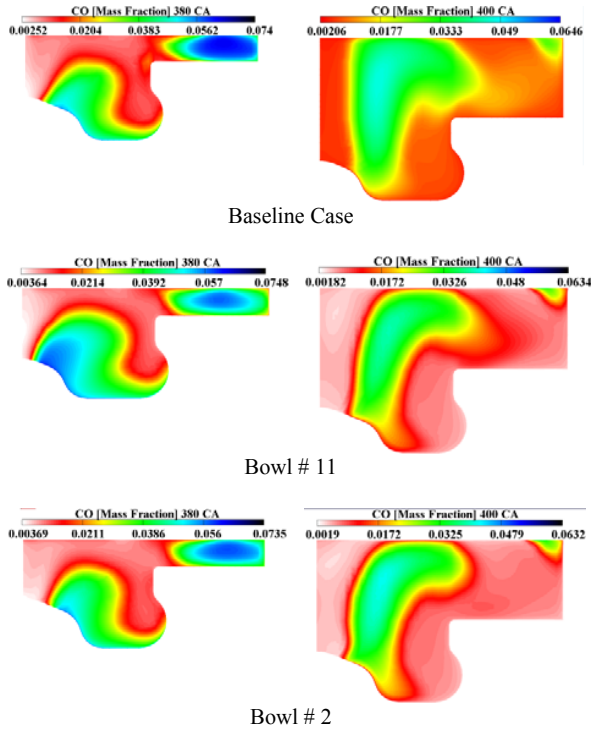 CO [Mass Fraction] 380 CA
0.00252 0.0204 0.0383 0.0562 0.074
CO [Mass Fraction] 400 CA
0.00206 0.0177 0.0333 0.049 0.0646
Baseline Case
CO [Mass Fraction] 380 CA
0.00364 0.0214 0.0392 0.057 0.0748
CO [Mass Fraction] 400 CA
0.00182 0.0172 0.0326 0.048 0.0634
Bowl # 11
CO [Mass Fraction] 380 CA
0.00369 0.0211 0.0386 0.056 0.0735
CO [Mass Fraction] 400 CA
0.0019 0.0172 0.0325 0.0479 0.0632
Bowl # 2